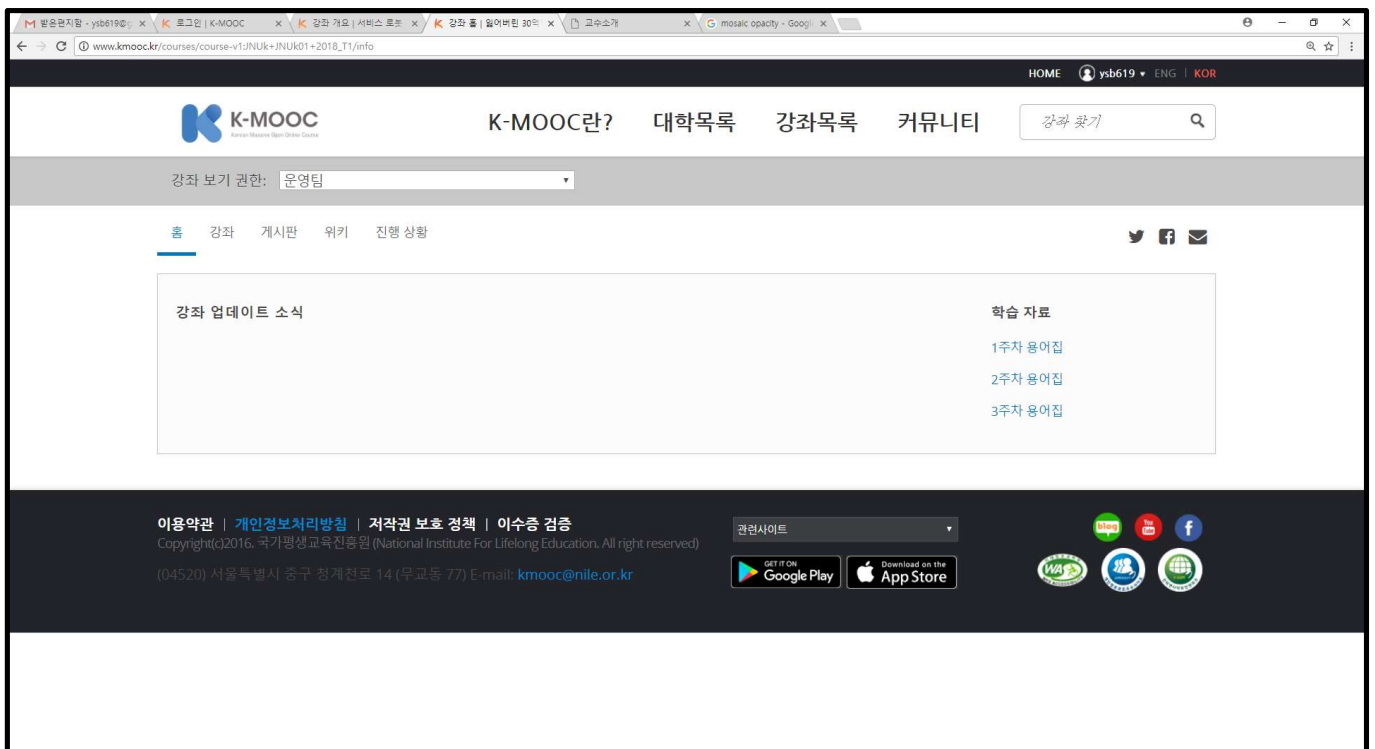 받은편지함 - ysb619@g
로그인 | K-MOOC
강좌 개요 | 서비스 로봇
강좌 홈 | 잃어버린 30억
교수소개
mosaic opacity - Googl
www.kmooc.kr/courses/course-v1:JNUk+JNUk01+2018_T1/info
HOME ysb619 ▾ ENG | KOR
K-MOOC
Korean Massive Open Online Course
K-MOOC란? 대학목록 강좌목록 커뮤니티 강좌 찾기
강좌 보기 권한: 운영팀
홈 강좌 게시판 위키 진행 상황
강좌 업데이트 소식
학습 자료
1주차 용어집
2주차 용어집
3주차 용어집
이용약관 | 개인정보처리방침 | 저작권 보호 정책 | 이수증 검증
Copyright(c)2016. 국가평생교육진흥원 (National Institute For Lifelong Education. All right reserved)
(04520) 서울특별시 중구 청계천로 14 (무교동 77) E-mail: kmooc@nile.or.kr
관련사이트
GET IT ON
Google Play
Download on the
App Store
blog
You Tube
WA